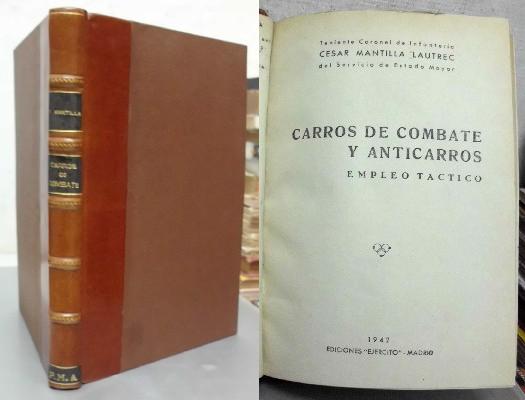 MANTILLA
CARROS
DE
COMBATE
P. M. A.
Teniente Coronel de Infantería
CESAR MANTILLA LAUTREC
del Servicio de Estado Mayor
CARROS DE COMBATE
Y ANTICARROS
EMPLEO TACTICO
1947
EDICIONES "EJERCITO" - MADRID